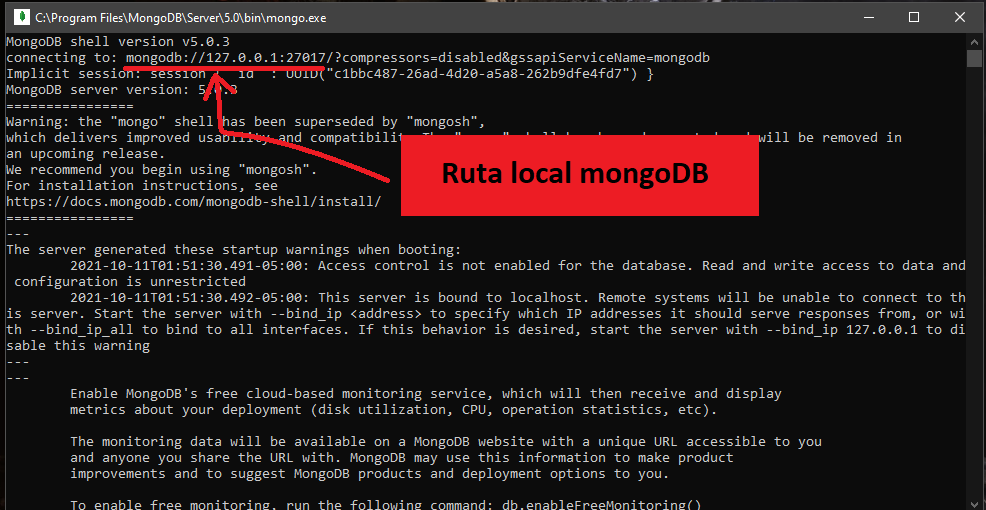 C:\Program Files\MongoDB\Server\5.0\bin\mongo.exe
MongoDB shell version v5.0.3
connecting to: mongodb://127.0.0.1:27017/?compressors=disabled&gssapiServiceName=mongodb
Implicit session: session id : UUID("c1bbc487-26ad-4d20-a5a8-262b9dfe4fd7") }
MongoDB server version: 5.0.3
================
Warning: the "mongo" shell has been superseded by "mongosh",
which delivers improved usability and compatibility. will be removed in
an upcoming release.
We recommend you begin using "mongosh".
For installation instructions, see
https://docs.mongodb.com/mongodb-shell/install/
Ruta local mongoDB
================
---
The server generated these startup warnings when booting:
2021-10-11T01:51:30.491-05:00: Access control is not enabled for the database. Read and write access to data and
configuration is unrestricted
2021-10-11T01:51:30.492-05:00: This server is bound to localhost. Remote systems will be unable to connect to th
is server. Start the server with --bind_ip <address> to specify which IP addresses it should serve responses from, or wi
th --bind_ip_all to bind to all interfaces. If this behavior is desired, start the server with --bind_ip 127.0.0.1 to di
sable this warning
---
---
Enable MongoDB's free cloud-based monitoring service, which will then receive and display
metrics about your deployment (disk utilization, CPU, operation statistics, etc).
The monitoring data will be available on a MongoDB website with a unique URL accessible to you
and anyone you share the URL with. MongoDB may use this information to make product
improvements and to suggest MongoDB products and deployment options to you.
To enable free monitoring, run the following command: db.enableFreeMonitoring()